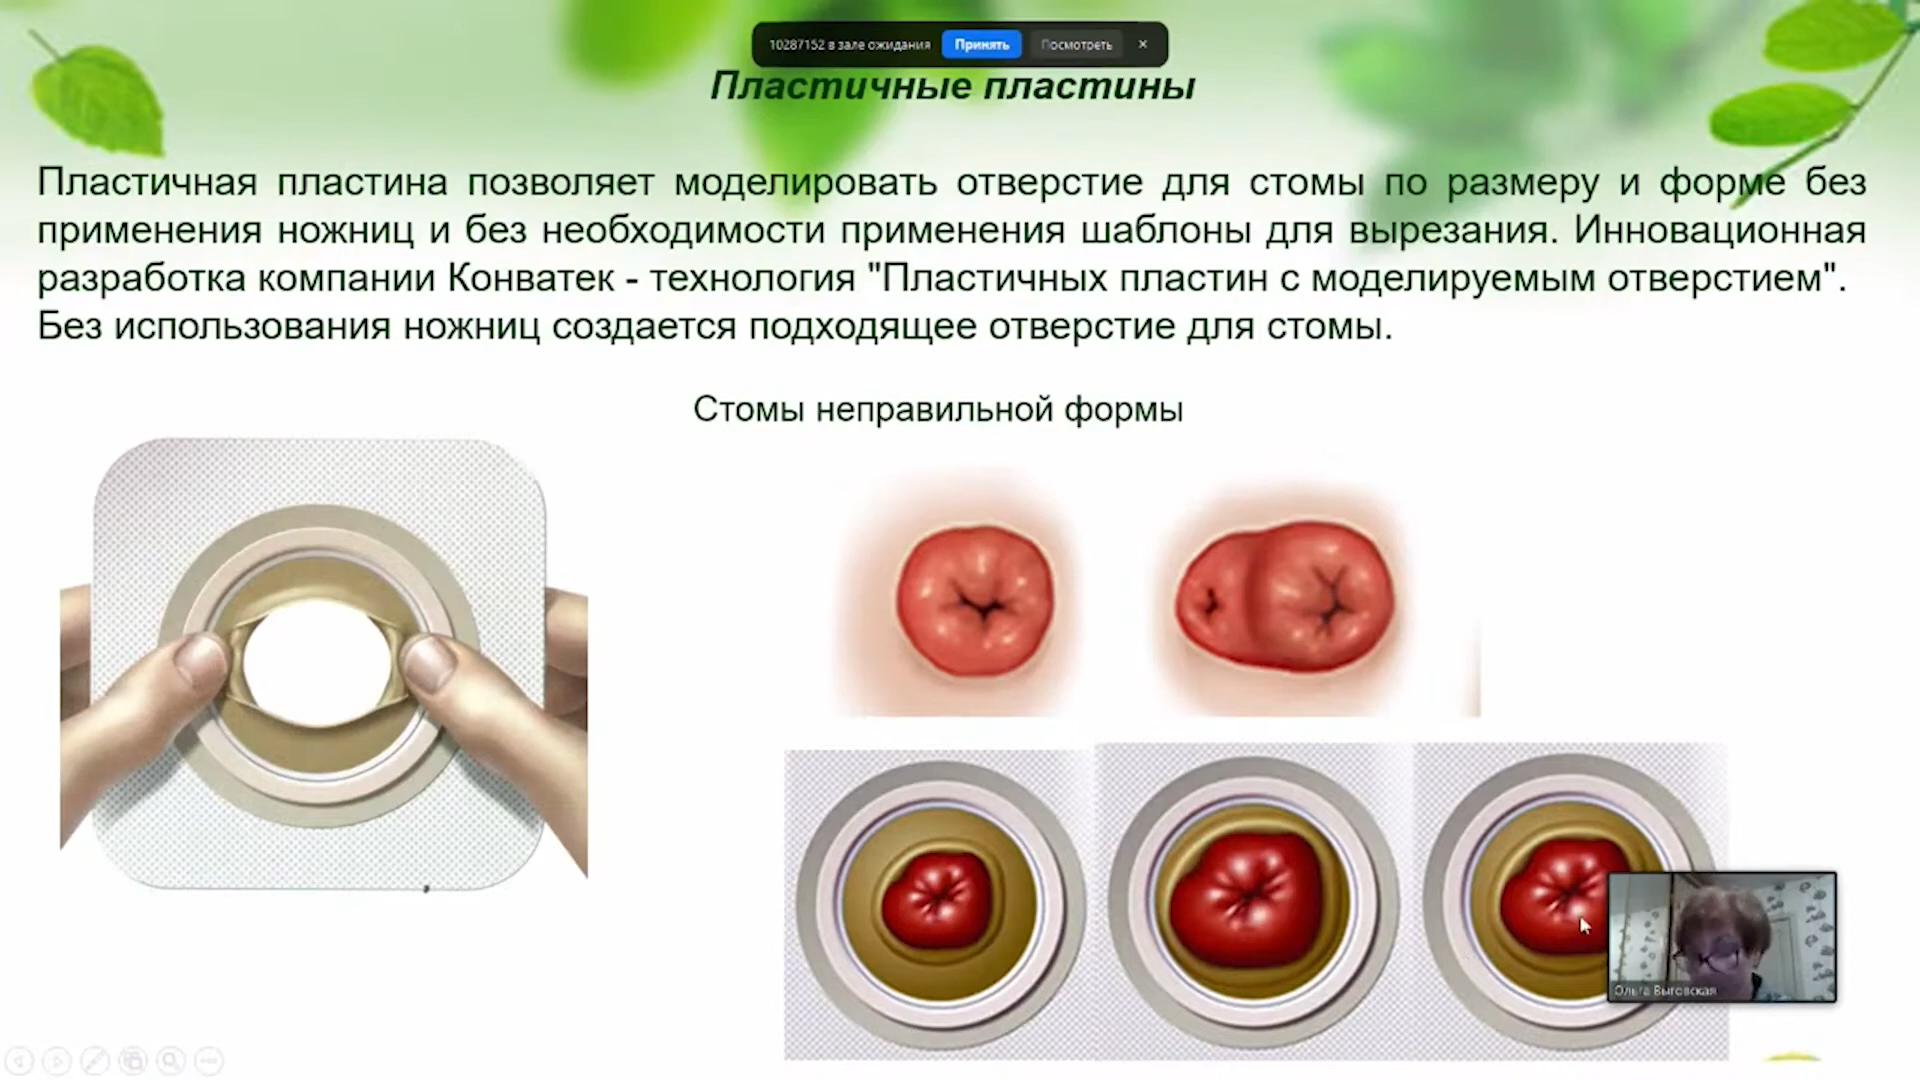 10287152 в зале ожидания Принять Посмотреть ×
Пластичные пластины
Пластичная пластина позволяет моделировать отверстие для стомы по размеру и форме без
применения ножниц и без необходимости применения шаблоны для вырезания. Инновационная
разработка компании Конватек - технология "Пластичных пластин с моделируемым отверстием".
Без использования ножниц создается подходящее отверстие для стомы.
Стомы неправильной формы
Ольга Выговская